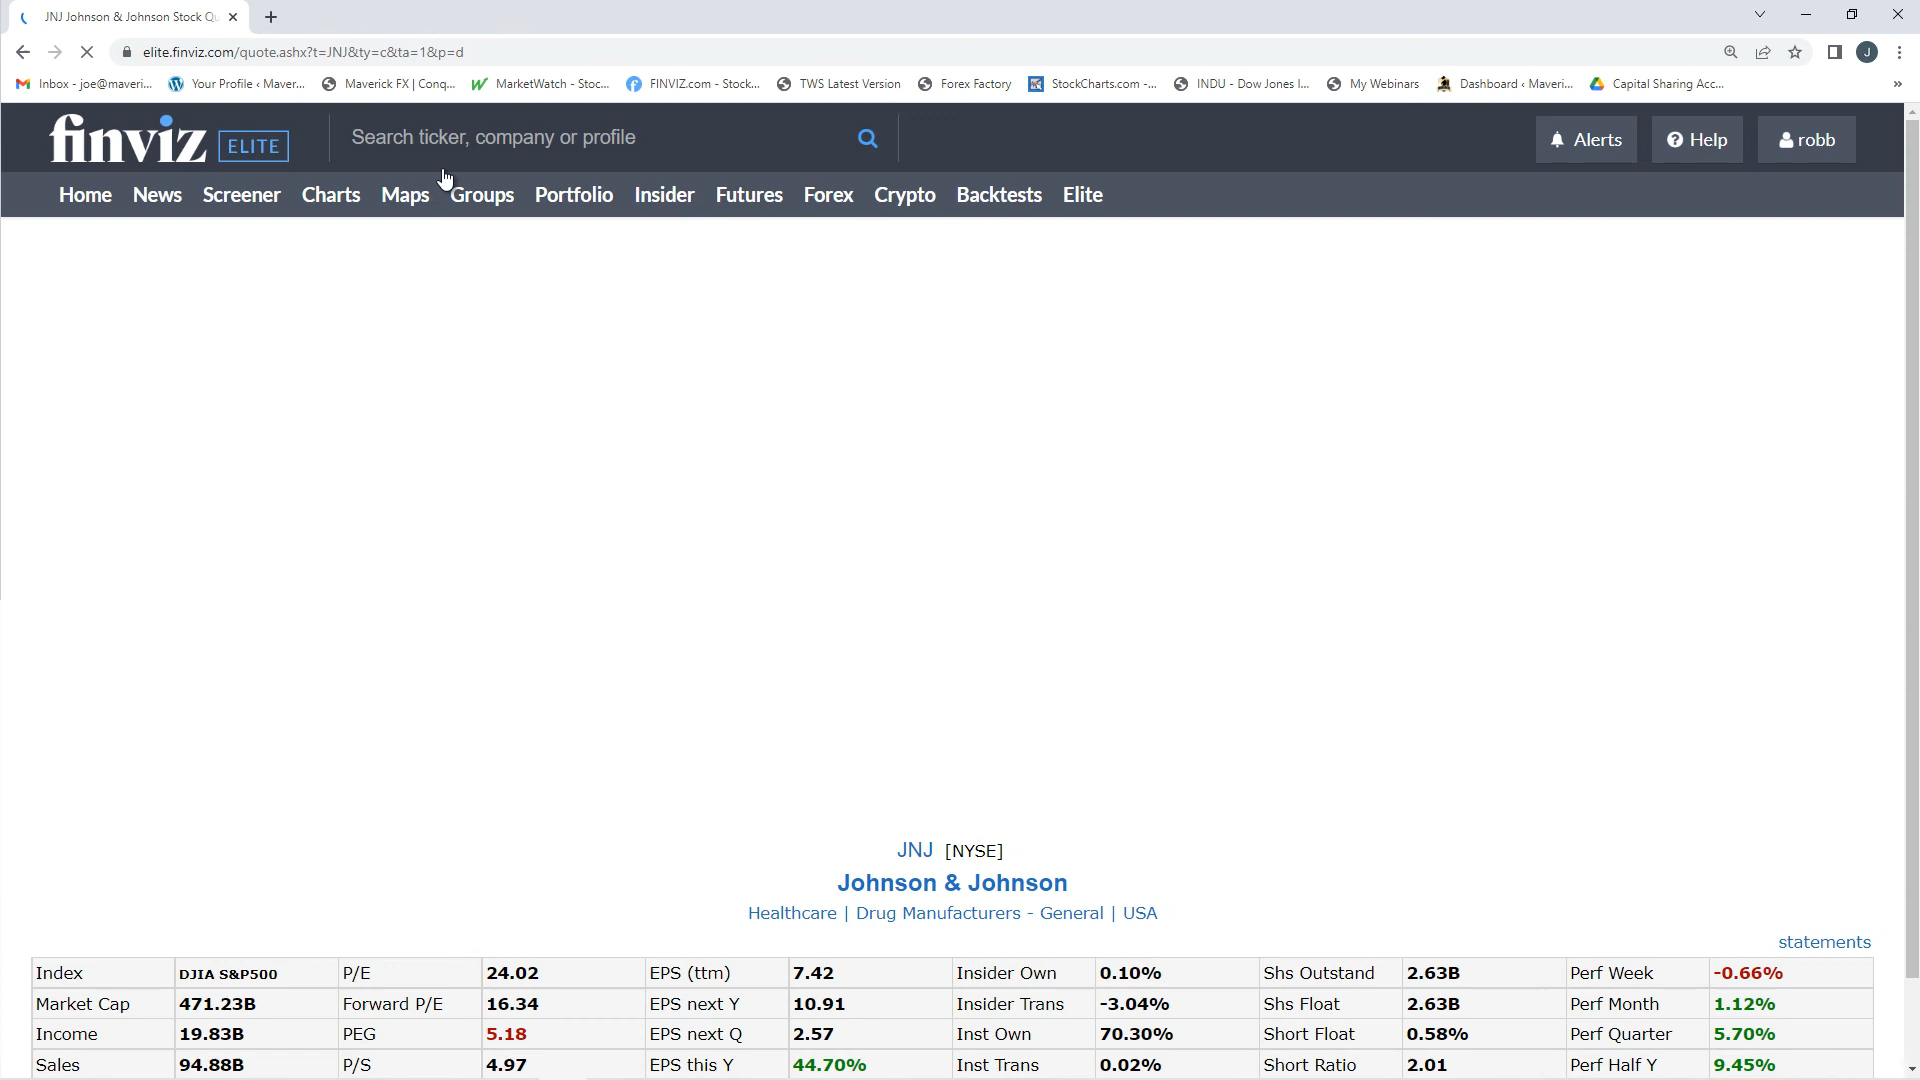 JNJ Johnson & Johnson Stock Qu
elite.finviz.com/quote.ashx?t=JNJ&ty=c&ta=1&p=d
J
Inbox - joe@maveri... Your Profile ‹ Maver... Maverick FX | Conq... MarketWatch - Stoc... FINVIZ.com - Stock... TWS Latest Version Forex Factory StockCharts.com -... INDU - Dow Jones I... My Webinars Dashboard ‹ Maveri... Capital Sharing Acc... »
finviz ELITE Search ticker, company or profile Alerts Help robb
Home News Screener Charts Maps Groups Portfolio Insider Futures Forex Crypto Backtests Elite
JNJ [NYSE]
Johnson & Johnson
Healthcare | Drug Manufacturers - General | USA
statements
Index DJIA S&P500 P/E 24.02 EPS (ttm) 7.42 Insider Own 0.10% Shs Outstand 2.63B Perf Week -0.66%
Market Cap 471.23B Forward P/E 16.34 EPS next Y 10.91 Insider Trans -3.04% Shs Float 2.63B Perf Month 1.12%
Income 19.83B PEG 5.18 EPS next Q 2.57 Inst Own 70.30% Short Float 0.58% Perf Quarter 5.70%
Sales 94.88B P/S 4.97 EPS this Y 44.70% Inst Trans 0.02% Short Ratio 2.01 Perf Half Y 9.45%